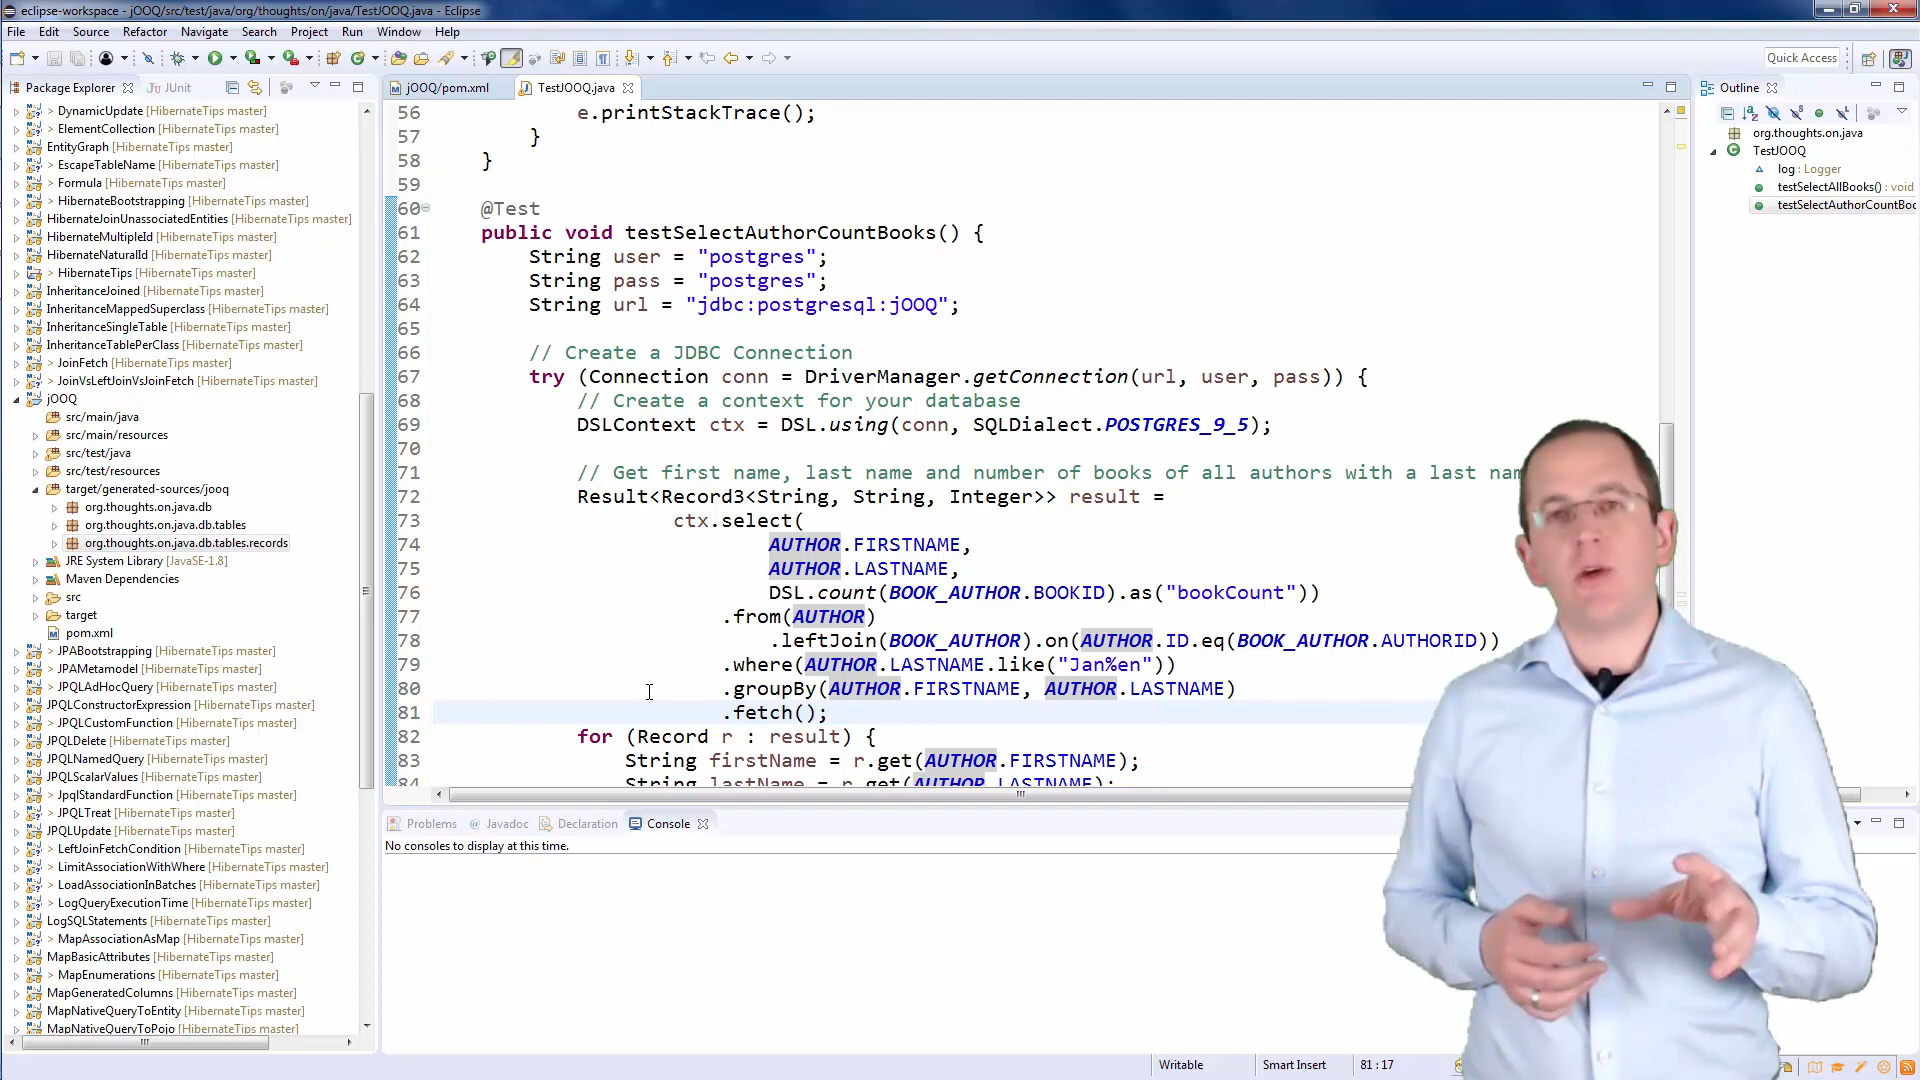 eclipse-workspace - jOOQ/src/test/java/org/thoughts/on/java/TestJOOQ.java - Eclipse
File Edit Source Refactor Navigate Search Project Run Window Help
Quick Access
Package Explorer
JUnit
> DynamicUpdate [HibernateTips master]
> ElementCollection [HibernateTips master]
EntityGraph [HibernateTips master]
> EscapeTableName [HibernateTips master]
> Formula [HibernateTips master]
> HibernateBootstrapping [HibernateTips master]
HibernateJoinUnassociatedEntities [HibernateTips master]
HibernateMultipleId [HibernateTips master]
HibernateNaturalId [HibernateTips master]
> HibernateTips [HibernateTips master]
InheritanceJoined [HibernateTips master]
InheritanceMappedSuperclass [HibernateTips master]
InheritanceSingleTable [HibernateTips master]
InheritanceTablePerClass [HibernateTips master]
> JoinFetch [HibernateTips master]
> JoinVsLeftJoinVsJoinFetch [HibernateTips master]
jOOQ
src/main/java
src/main/resources
src/test/java
src/test/resources
target/generated-sources/jooq
org.thoughts.on.java.db
org.thoughts.on.java.db.tables
org.thoughts.on.java.db.tables.records
JRE System Library [JavaSE-1.8]
Maven Dependencies
src
target
pom.xml
> JPABootstrapping [HibernateTips master]
> JPAMetamodel [HibernateTips master]
> JPQLAdHocQuery [HibernateTips master]
JPQLConstructorExpression [HibernateTips master]
> JPQLCustomFunction [HibernateTips master]
JPQLDelete [HibernateTips master]
JPQLNamedQuery [HibernateTips master]
JPQLScalarValues [HibernateTips master]
> JpqlStandardFunction [HibernateTips master]
> JPQLTreat [HibernateTips master]
JPQLUpdate [HibernateTips master]
> LeftJoinFetchCondition [HibernateTips master]
> LimitAssociationWithWhere [HibernateTips master]
> LoadAssociationInBatches [HibernateTips master]
> LogQueryExecutionTime [HibernateTips master]
LogSQLStatements [HibernateTips master]
> MapAssociationAsMap [HibernateTips master]
MapBasicAttributes [HibernateTips master]
> MapEnumerations [HibernateTips master]
MapGeneratedColumns [HibernateTips master]
MapNativeQueryToEntity [HibernateTips master]
MapNativeQueryToPojo [HibernateTips master]
jOOQ/pom.xml
TestJOOQ.java
56 e.printStackTrace();
57 }
58 }
59
60 @Test
61 public void testSelectAuthorCountBooks() {
62 String user = "postgres";
63 String pass = "postgres";
64 String url = "jdbc:postgresql:jOOQ";
65
66 // Create a JDBC Connection
67 try (Connection conn = DriverManager.getConnection(url, user, pass)) {
68 // Create a context for your database
69 DSLContext ctx = DSL.using(conn, SQLDialect.POSTGRES_9_5);
70
71 // Get first name, last name and number of books of all authors with a last nam
72 Result<Record3<String, String, Integer>> result =
73 ctx.select(
74 AUTHOR.FIRSTNAME,
75 AUTHOR.LASTNAME,
76 DSL.count(BOOK_AUTHOR.BOOKID).as("bookCount"))
77 .from(AUTHOR)
78 .leftJoin(BOOK_AUTHOR).on(AUTHOR.ID.eq(BOOK_AUTHOR.AUTHORID))
79 .where(AUTHOR.LASTNAME.like("Jan%en"))
80 .groupBy(AUTHOR.FIRSTNAME, AUTHOR.LASTNAME)
81 .fetch();
82 for (Record r : result) {
83 String firstName = r.get(AUTHOR.FIRSTNAME);
84 String lastName = r.get(AUTHOR.LASTNAME);
Outline
org.thoughts.on.java
TestJOOQ
log : Logger
testSelectAllBooks() : void
testSelectAuthorCountBoo
Problems
@ Javadoc
Declaration
Console
No consoles to display at this time.
Writable
Smart Insert
81 : 17